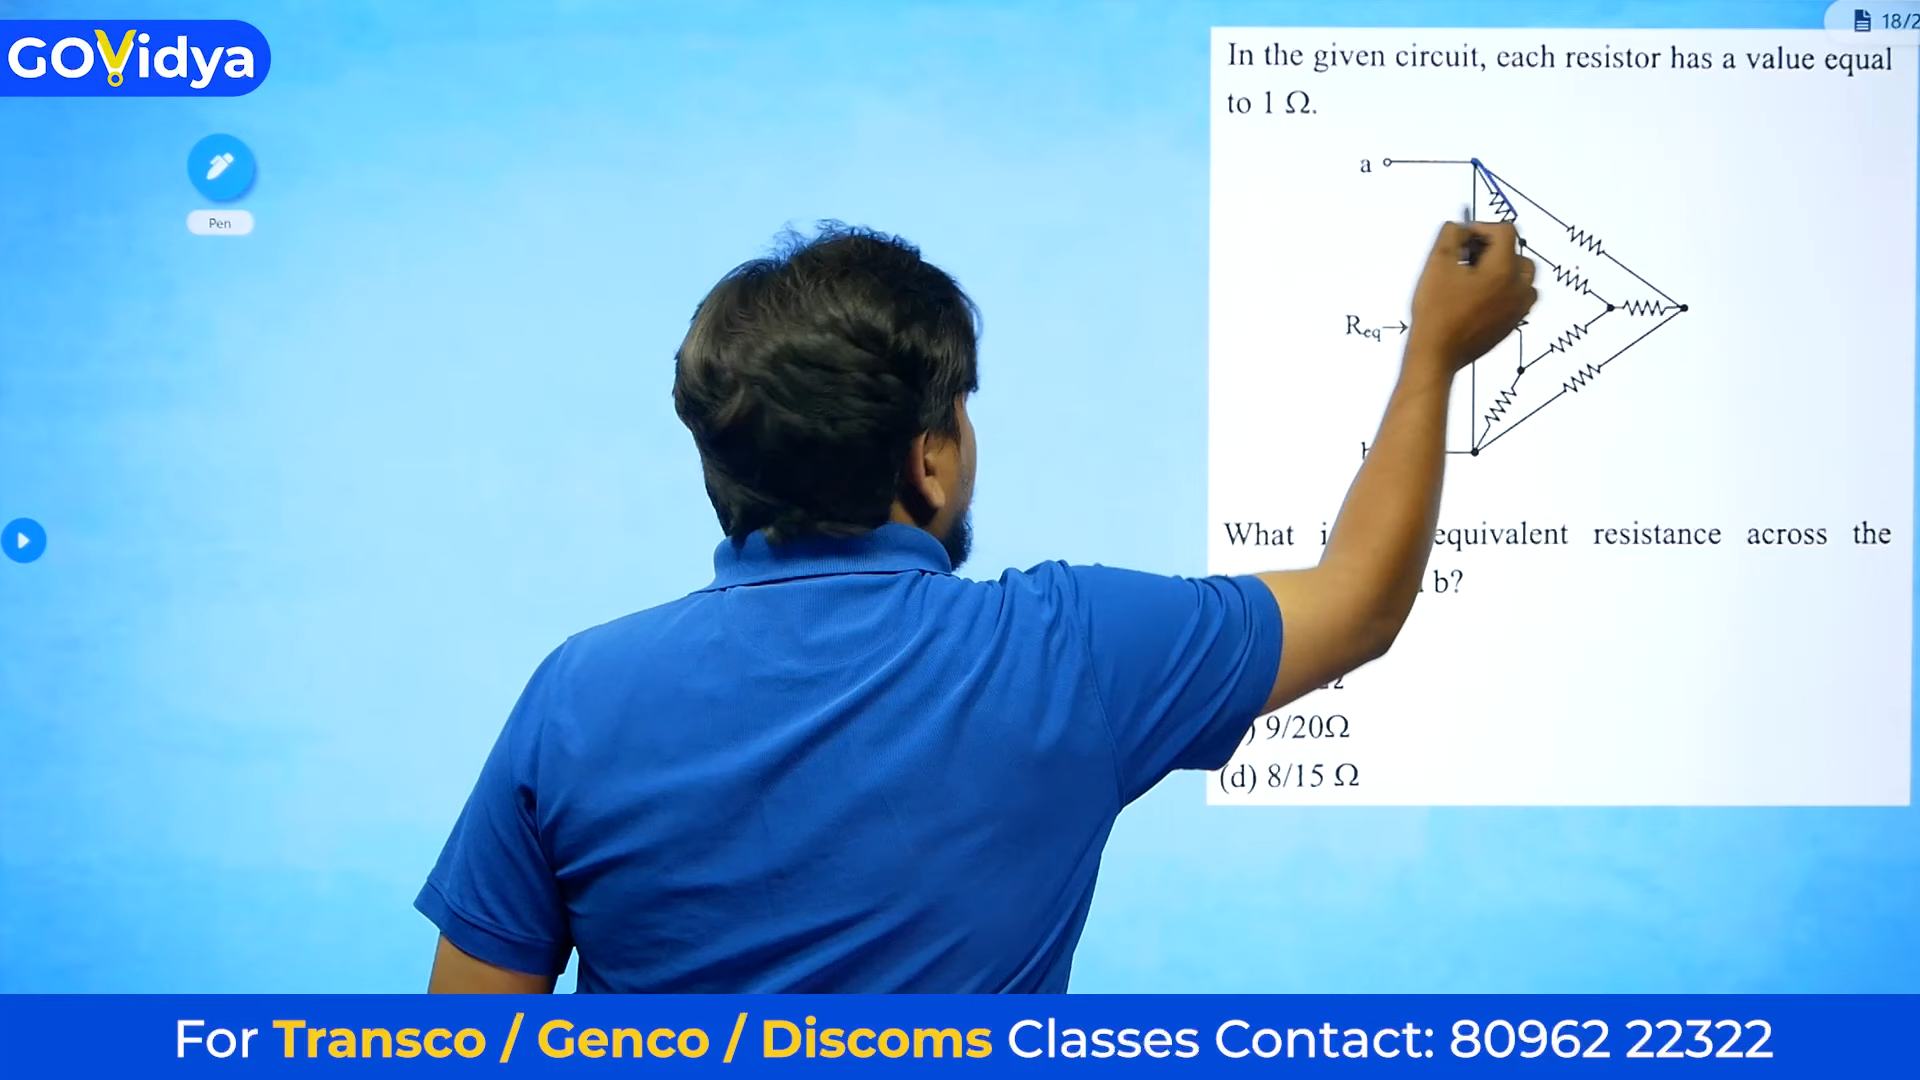 GOVidya
18/2
In the given circuit, each resistor has a value equal
to 1 Ω.
Pen
a
Req→
What equivalent resistance across the
b?
9/20Ω
(d) 8/15 Ω
For Transco / Genco / Discoms Classes Contact: 80962 22322